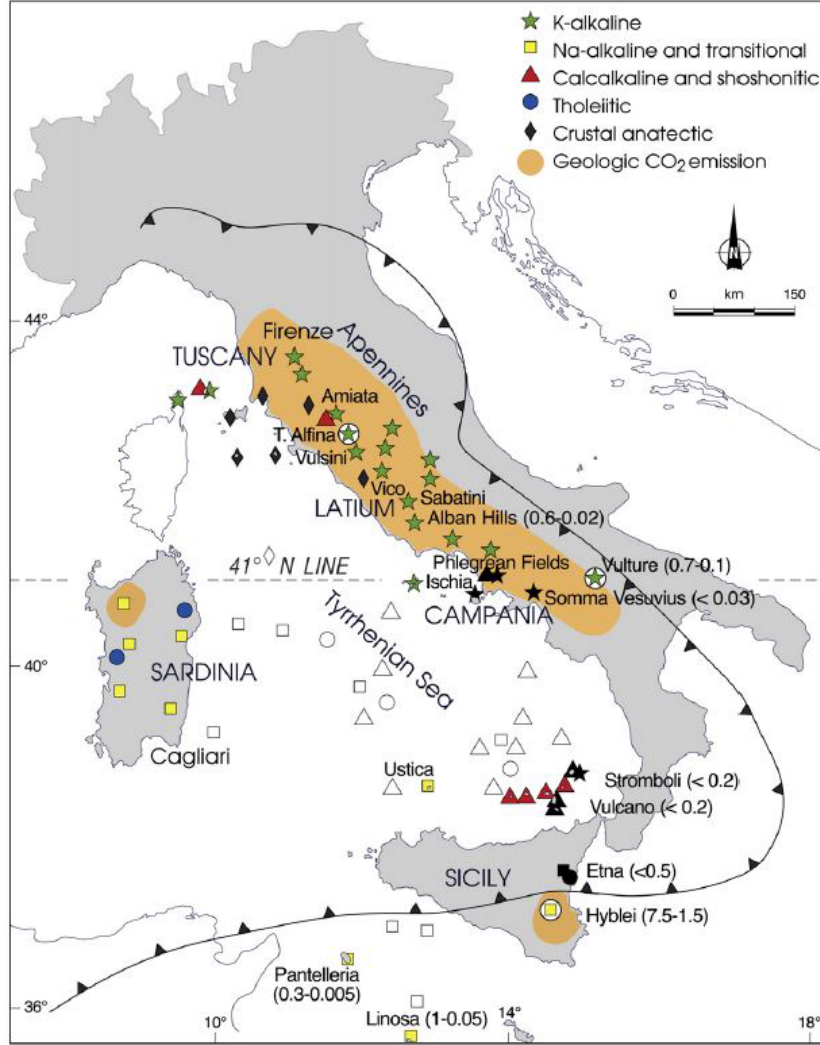 K-alkaline
Na-alkaline and transitional
Calcalkaline and shoshonitic
Tholeiitic
Crustal anatectic
Geologic CO₂ emission
N
0 km 150
44°
Firenze
Apennines
TUSCANY
Amiata
T. Alfina
Vulsini
Vico
Sabatini
LATIUM
Alban Hills (0.6-0.02)
Phlegrean Fields
Vulture (0.7-0.1)
41° N LINE
Ischia
Somma Vesuvius (< 0.03)
CAMPANIA
Tyrrhenian Sea
40°
SARDINIA
Cagliari
Ustica
Stromboli (< 0.2)
Vulcano (< 0.2)
SICILY
Etna (<0.5)
Hyblei (7.5-1.5)
Pantelleria
(0.3-0.005)
Linosa (1-0.05)
36°
10° 14° 18°